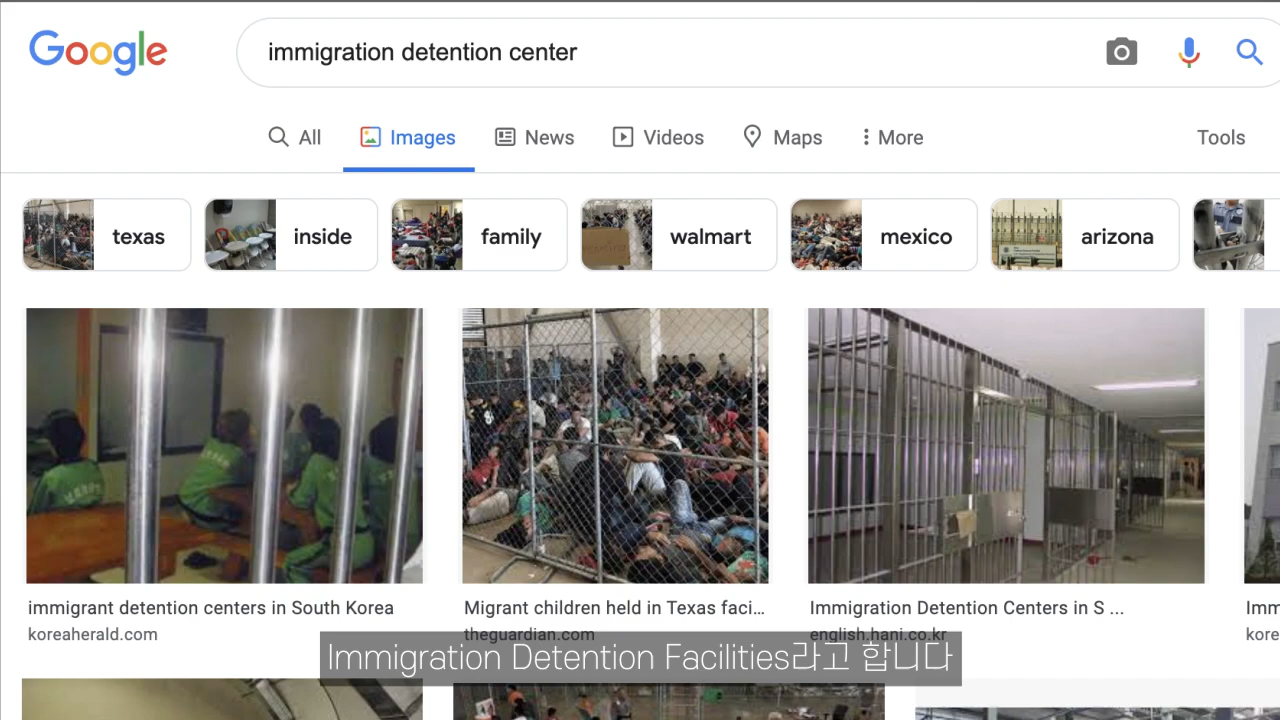 Google
immigration detention center
All Images News Videos Maps More Tools
texas inside family walmart mexico arizona
immigrant detention centers in South Korea
koreaherald.com
Migrant children held in Texas faci...
theguardian.com
Immigration Detention Centers in S ...
english.hani.co.kr
Imm
kore
Immigration Detention Facilities라고 합니다